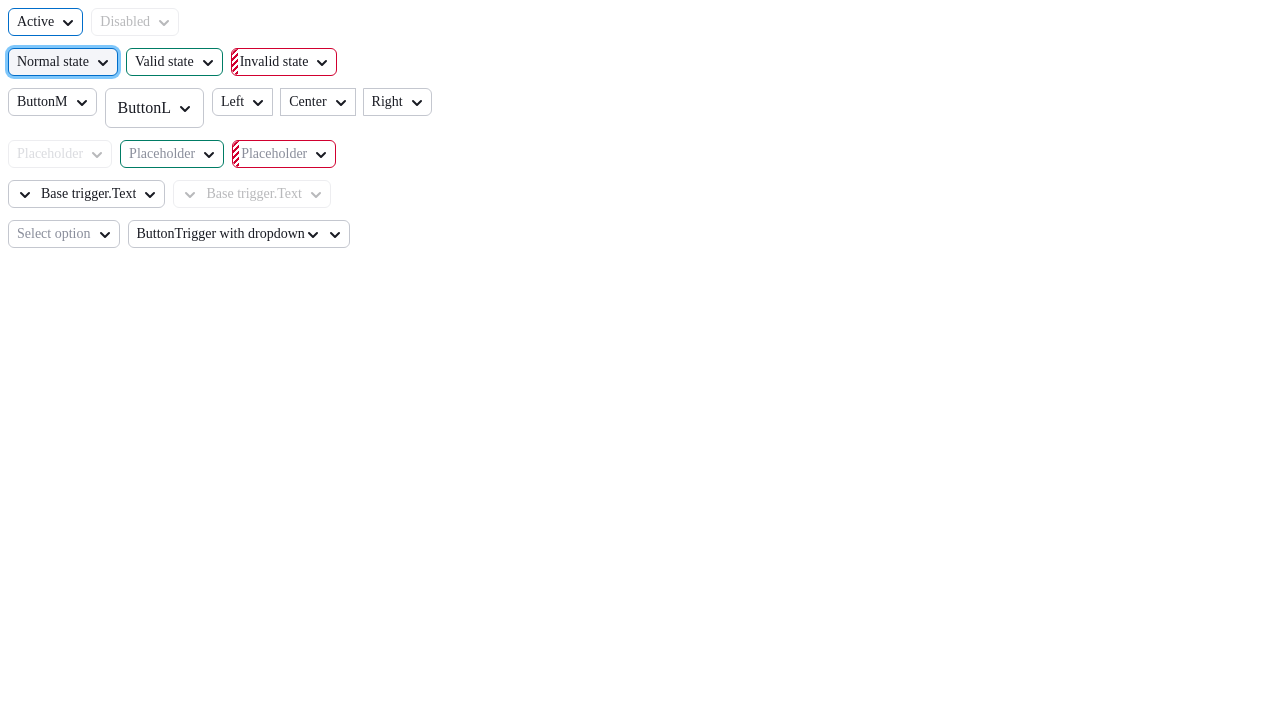 Active Disabled
Normal state Valid state Invalid state
ButtonM ButtonL Left Center Right
Placeholder Placeholder Placeholder
Base trigger.Text Base trigger.Text
Select option ButtonTrigger with dropdown